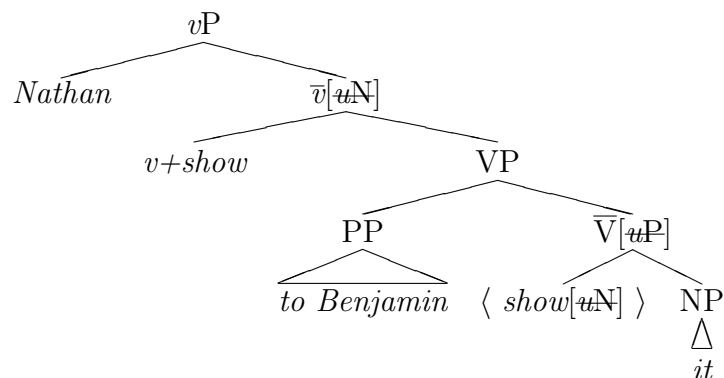 vP
Nathan v̅[uN]
v+show VP
PP V̅[uP]
to Benjamin ⟨ show[uN] ⟩ NP
it